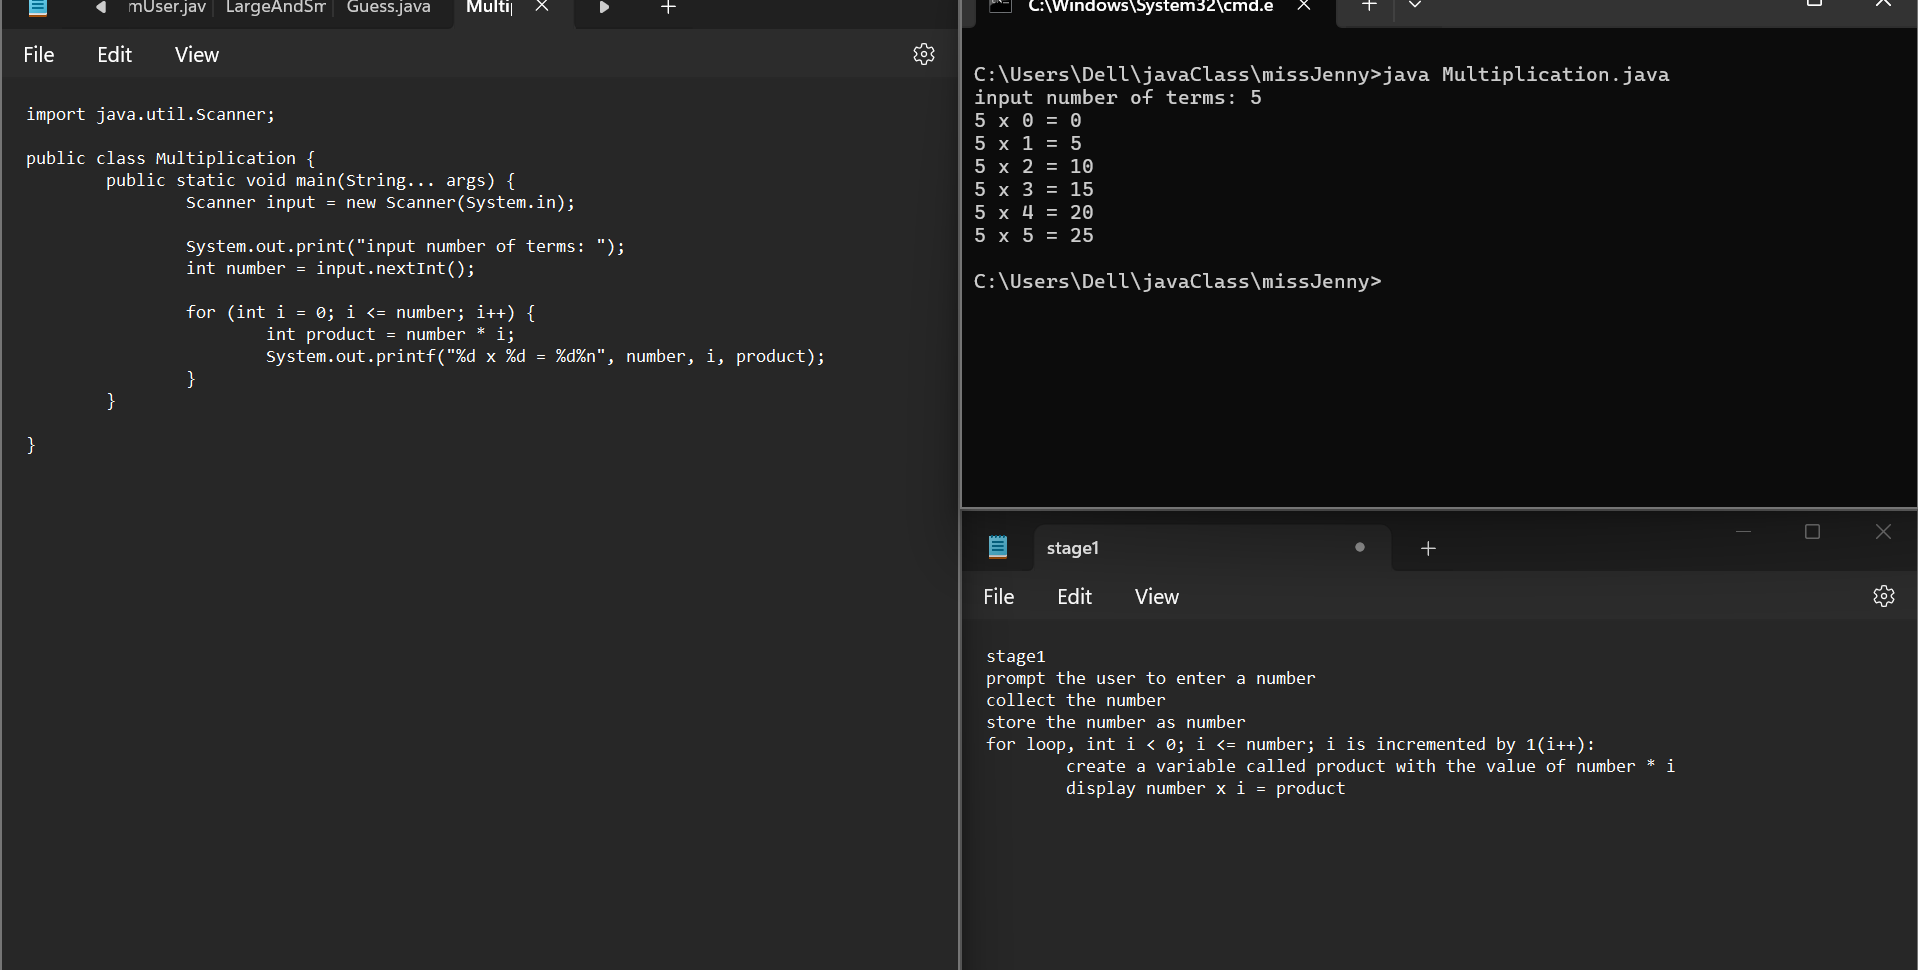 mUser.jav LargeAndSm Guess.java Multi
File Edit View
import java.util.Scanner;
public class Multiplication {
public static void main(String... args) {
Scanner input = new Scanner(System.in);
System.out.print("input number of terms: ");
int number = input.nextInt();
for (int i = 0; i <= number; i++) {
int product = number * i;
System.out.printf("%d x %d = %d%n", number, i, product);
}
}
}
C:\Windows\System32\cmd.e
C:\Users\Dell\javaClass\missJenny>java Multiplication.java
input number of terms: 5
5 x 0 = 0
5 x 1 = 5
5 x 2 = 10
5 x 3 = 15
5 x 4 = 20
5 x 5 = 25
C:\Users\Dell\javaClass\missJenny>
stage1
File Edit View
stage1
prompt the user to enter a number
collect the number
store the number as number
for loop, int i < 0; i <= number; i is incremented by 1(i++):
create a variable called product with the value of number * i
display number x i = product